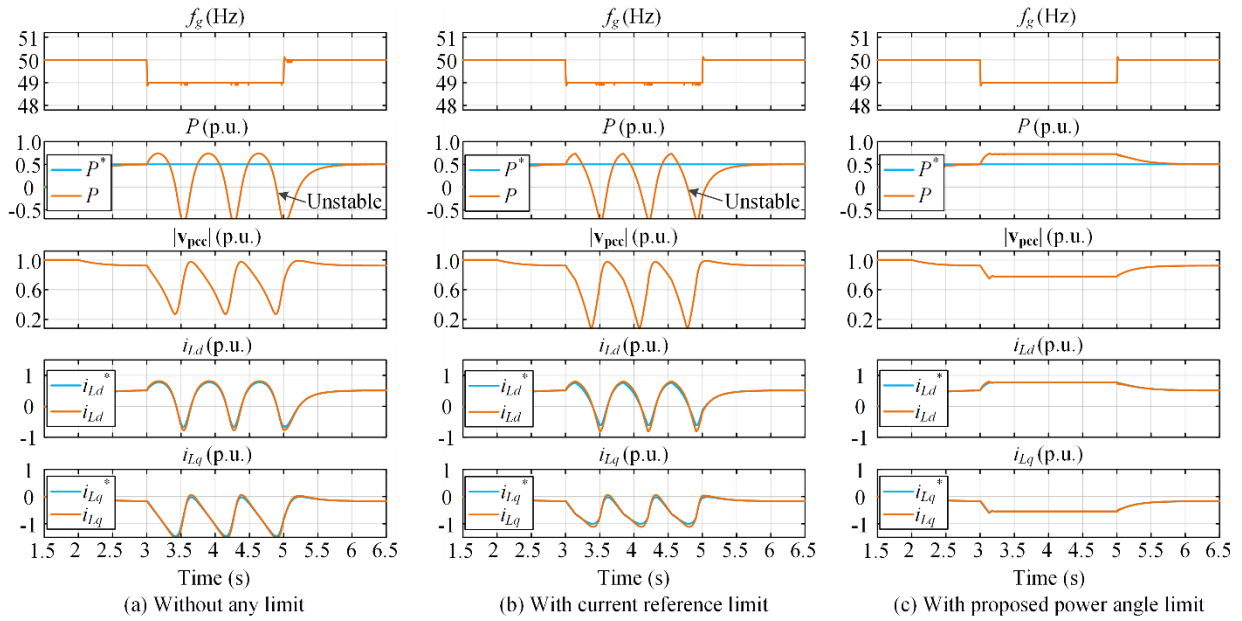 f_g (Hz)
51
50
49
48
P (p.u.)
1.0
0.5
0
-0.5
P*
P
Unstable
|v_pcc| (p.u.)
1.0
0.6
0.2
i_Ld (p.u.)
1
0
-1
i_Ld*
i_Ld
i_Lq (p.u.)
1
0
-1
i_Lq*
i_Lq
1.5 2 2.5 3 3.5 4 4.5 5 5.5 6 6.5
Time (s)
(a) Without any limit
f_g (Hz)
51
50
49
48
P (p.u.)
1.0
0.5
0
-0.5
P*
P
Unstable
|v_pcc| (p.u.)
1.0
0.6
0.2
i_Ld (p.u.)
1
0
-1
i_Ld*
i_Ld
i_Lq (p.u.)
1
0
-1
i_Lq*
i_Lq
1.5 2 2.5 3 3.5 4 4.5 5 5.5 6 6.5
Time (s)
(b) With current reference limit
f_g (Hz)
51
50
49
48
P (p.u.)
1.0
0.5
0
-0.5
P*
P
|v_pcc| (p.u.)
1.0
0.6
0.2
i_Ld (p.u.)
1
0
-1
i_Ld*
i_Ld
i_Lq (p.u.)
1
0
-1
i_Lq*
i_Lq
1.5 2 2.5 3 3.5 4 4.5 5 5.5 6 6.5
Time (s)
(c) With proposed power angle limit